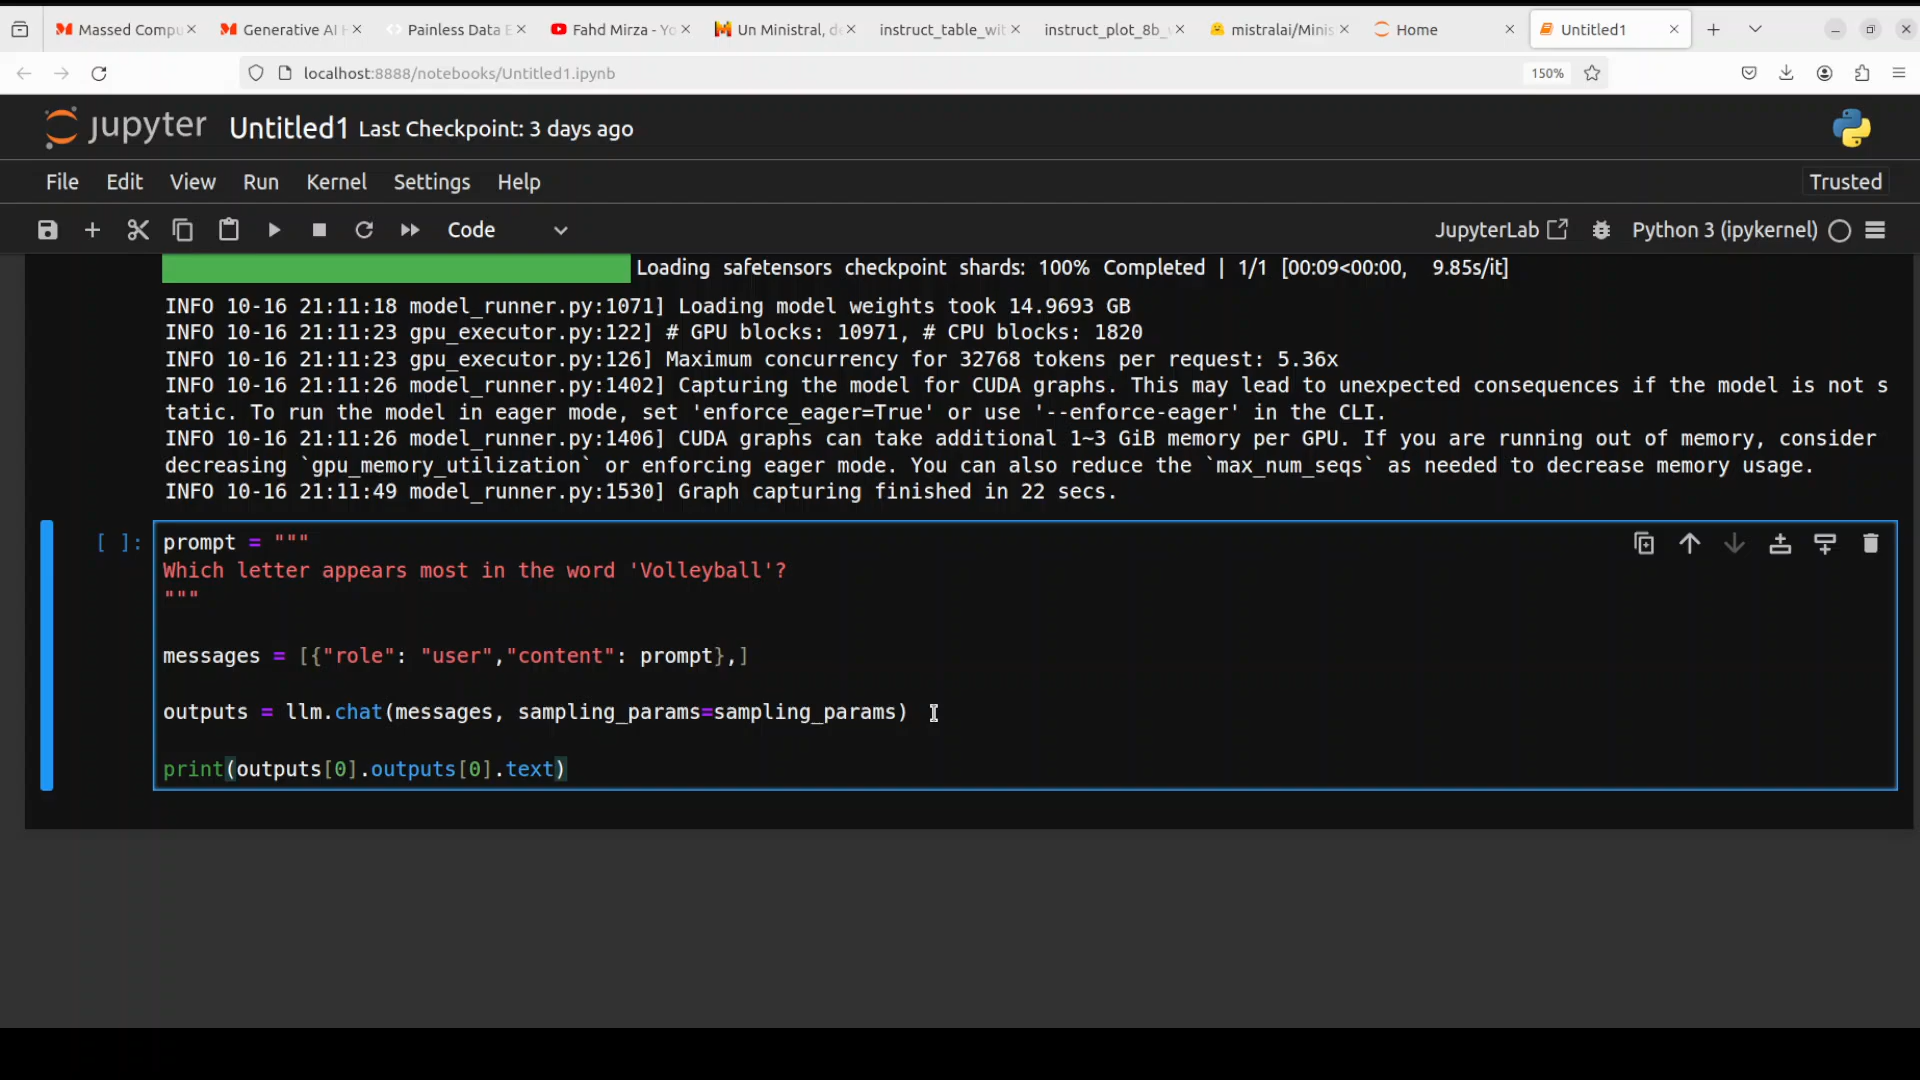 Massed Compu
Generative AI
Painless Data E
Fahd Mirza - Yo
Un Ministral, d
instruct_table_wit
instruct_plot_8b_
mistralai/Minis
Home
Untitled1
localhost:8888/notebooks/Untitled1.ipynb
150%
jupyter Untitled1 Last Checkpoint: 3 days ago
File Edit View Run Kernel Settings Help Trusted
Code JupyterLab Python 3 (ipykernel)
Loading safetensors checkpoint shards: 100% Completed | 1/1 [00:09<00:00, 9.85s/it]
INFO 10-16 21:11:18 model_runner.py:1071] Loading model weights took 14.9693 GB
INFO 10-16 21:11:23 gpu_executor.py:122] # GPU blocks: 10971, # CPU blocks: 1820
INFO 10-16 21:11:23 gpu_executor.py:126] Maximum concurrency for 32768 tokens per request: 5.36x
INFO 10-16 21:11:26 model_runner.py:1402] Capturing the model for CUDA graphs. This may lead to unexpected consequences if the model is not s
tatic. To run the model in eager mode, set 'enforce_eager=True' or use '--enforce-eager' in the CLI.
INFO 10-16 21:11:26 model_runner.py:1406] CUDA graphs can take additional 1~3 GiB memory per GPU. If you are running out of memory, consider
decreasing `gpu_memory_utilization` or enforcing eager mode. You can also reduce the `max_num_seqs` as needed to decrease memory usage.
INFO 10-16 21:11:49 model_runner.py:1530] Graph capturing finished in 22 secs.
[ ]: prompt = """
Which letter appears most in the word 'Volleyball'?
"""
messages = [{"role": "user","content": prompt},]
outputs = llm.chat(messages, sampling_params=sampling_params)
print(outputs[0].outputs[0].text)